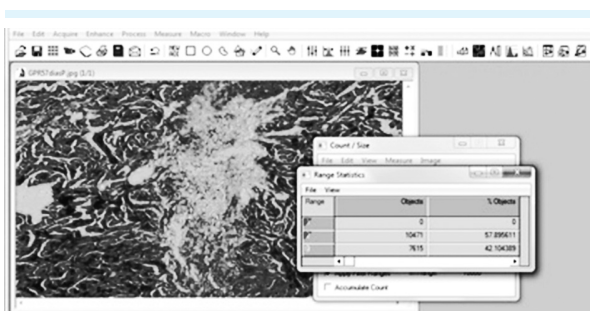 File Edit Acquire Enhance Process Measure Macro Window Help
GPR57diasP.jpg (1/1)
Count / Size
File Edit View Measure Image
Range Statistics
File View
Range Objects % Objects
0 0
10471 57.895611
7615 42.104389
Accumulate Count